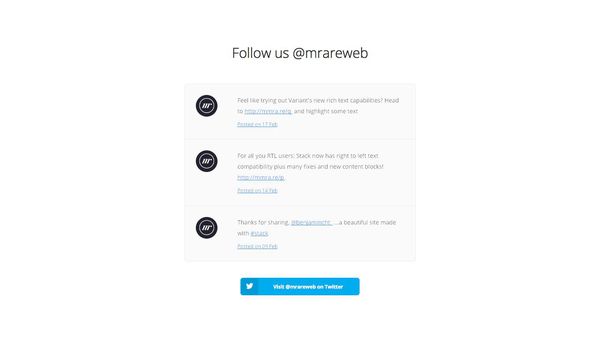 Follow us @mrareweb
mr
Feel like trying out Variant's new rich text capabilities? Head
to http://mmra.re/q and highlight some text
Posted on 17 Feb
mr
For all you RTL users: Stack now has right to left text
compatibility plus many fixes and new content blocks!
http://mmra.re/p
Posted on 14 Feb
mr
Thanks for sharing, ...a beautiful site made
with #stack
Posted on 09 Feb
Visit @mrareweb on Twitter